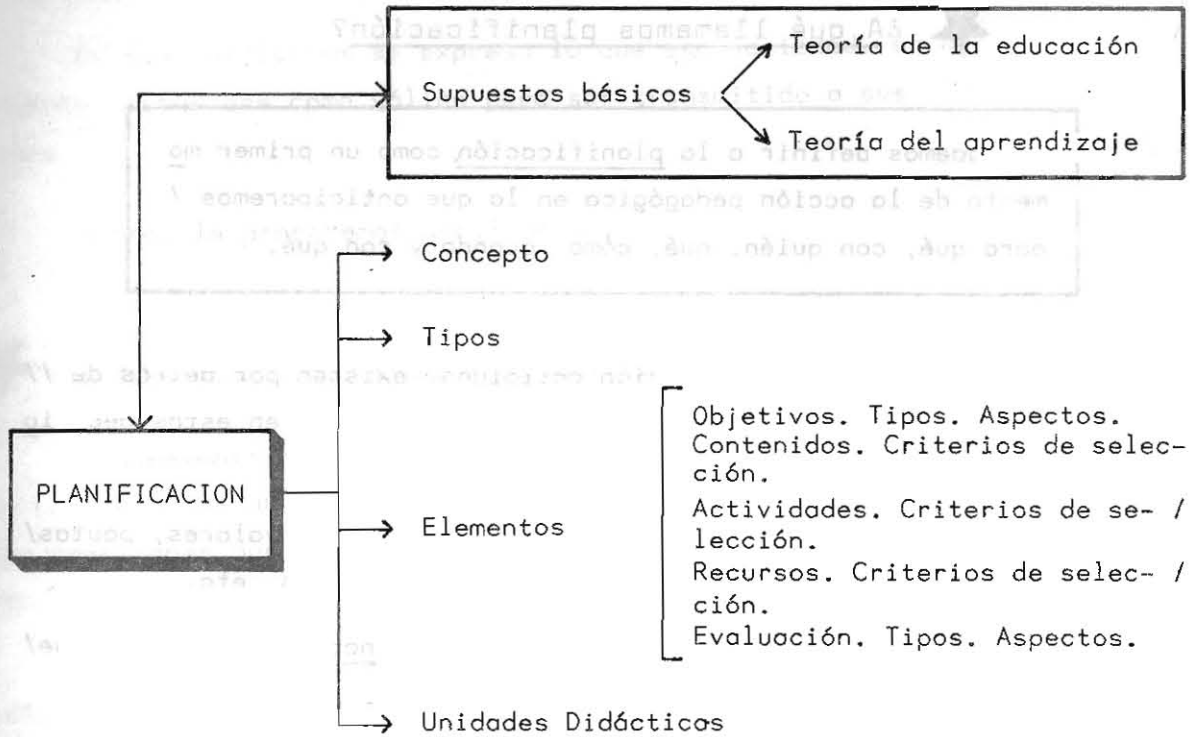 Teoría de la educación
Supuestos básicos
Teoría del aprendizaje
Concepto
Tipos
PLANIFICACION
Elementos
Objetivos. Tipos. Aspectos.
Contenidos. Criterios de selec-
ción.
Actividades. Criterios de se- /
lección.
Recursos. Criterios de selec- /
ción.
Evaluación. Tipos. Aspectos.
Unidades Didácticas